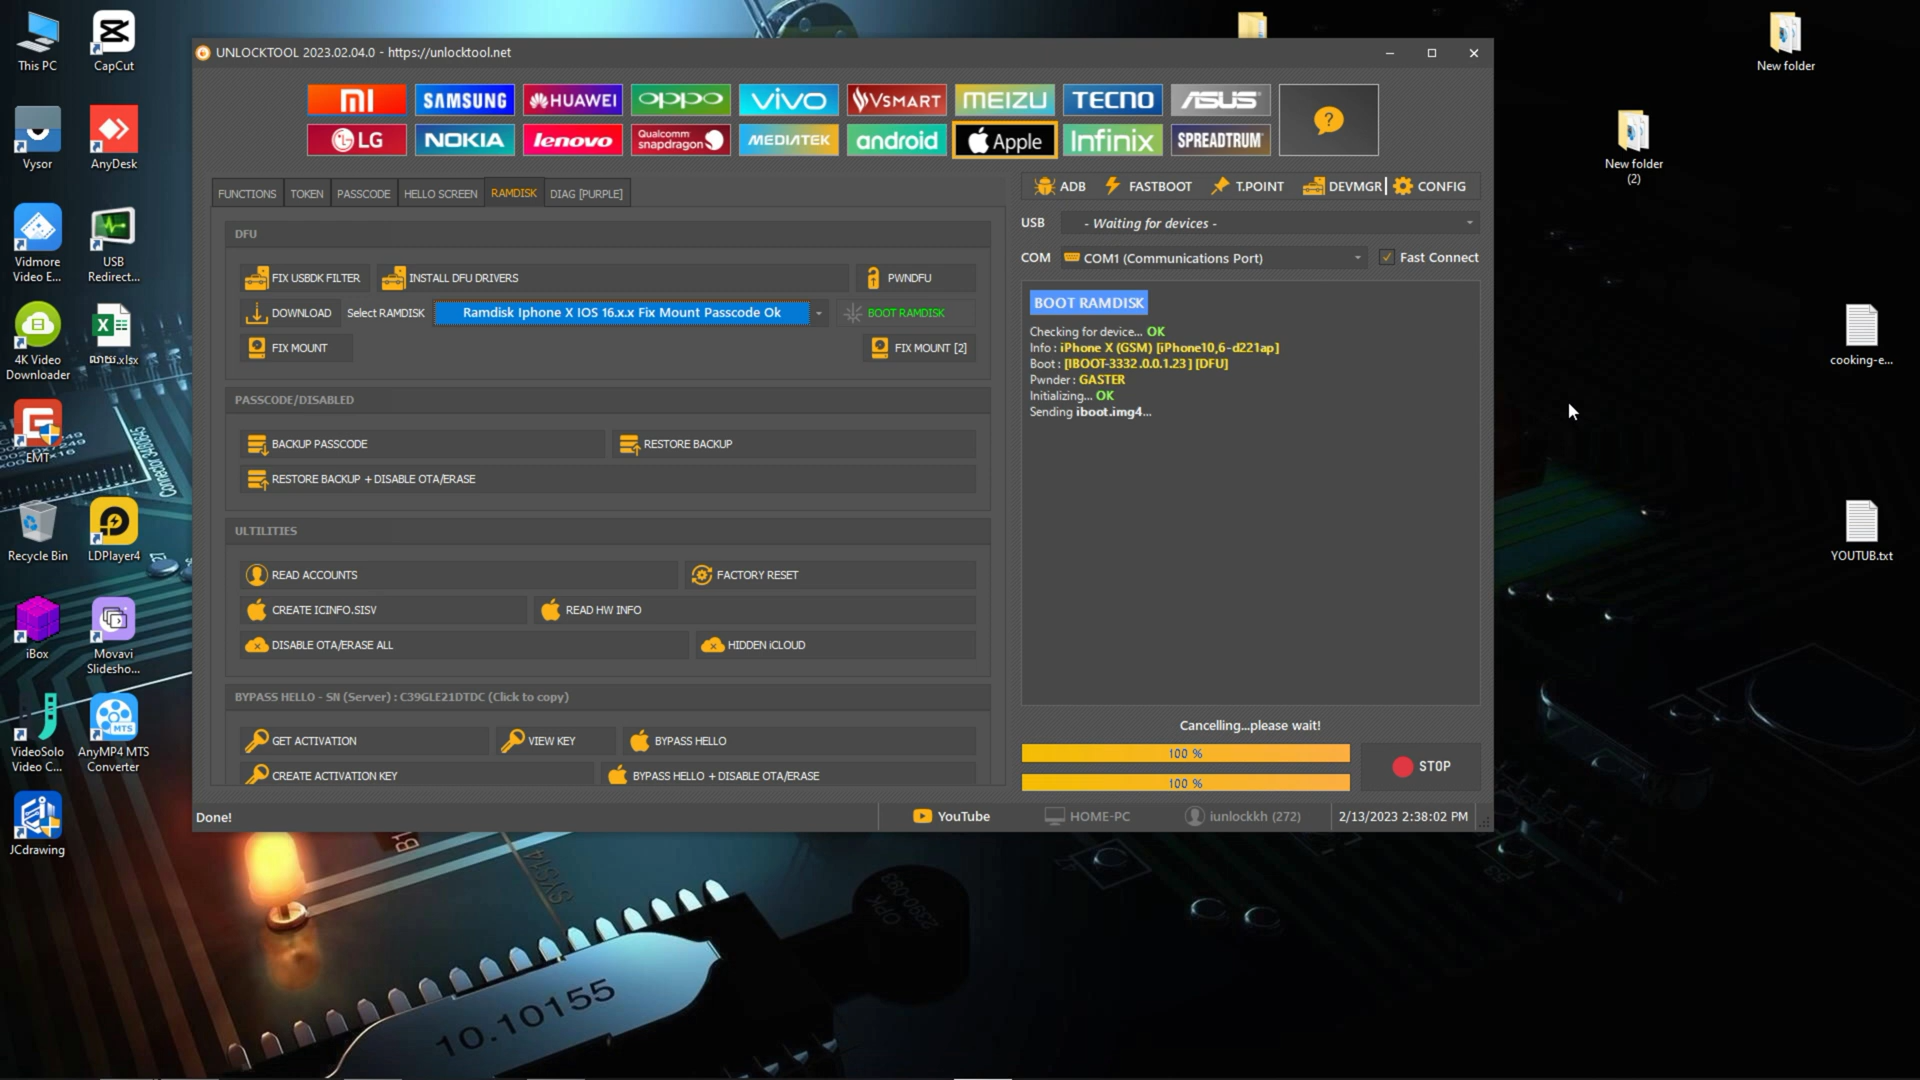 This PC
CapCut
Vysor
AnyDesk
Vidmore
Video E...
USB
Redirect...
4K Video
Downloader
លាយ.xlsx
EMT
Recycle Bin
LDPlayer4
iBox
Movavi
Slidesho...
VideoSolo
Video C...
AnyMP4 MTS
Converter
MTS
JCdrawing
New folder
New folder
(2)
cooking-e...
YOUTUB.txt
UNLOCKTOOL 2023.02.04.0 - https://unlocktool.net
SAMSUNG
HUAWEI
oppo
vivo
VSMART
MEIZU
TECNO
ASUS
LG
NOKIA
lenovo
Qualcomm
snapdragon
MEDIATEK
android
Apple
Infinix
SPREADTRUM
?
FUNCTIONS
TOKEN
PASSCODE
HELLO SCREEN
RAMDISK
DIAG [PURPLE]
DFU
FIX USBDK FILTER
INSTALL DFU DRIVERS
PWNDFU
DOWNLOAD
Select RAMDISK
Ramdisk Iphone X IOS 16.x.x Fix Mount Passcode Ok
BOOT RAMDISK
FIX MOUNT
FIX MOUNT [2]
PASSCODE/DISABLED
BACKUP PASSCODE
RESTORE BACKUP
RESTORE BACKUP + DISABLE OTA/ERASE
ULTILITIES
READ ACCOUNTS
FACTORY RESET
CREATE ICINFO.SISV
READ HW INFO
DISABLE OTA/ERASE ALL
HIDDEN iCLOUD
BYPASS HELLO - SN (Server) : C39GLE21DTDC (Click to copy)
GET ACTIVATION
VIEW KEY
BYPASS HELLO
CREATE ACTIVATION KEY
BYPASS HELLO + DISABLE OTA/ERASE
ADB
FASTBOOT
T.POINT
DEVMGR
CONFIG
USB
- Waiting for devices -
COM
COM1 (Communications Port)
Fast Connect
BOOT RAMDISK
Checking for device... OK
Info : iPhone X (GSM) [iPhone10,6-d221ap]
Boot : [IBOOT-3332.0.0.1.23] [DFU]
Pwnder : GASTER
Initializing... OK
Sending iboot.img4...
Cancelling...please wait!
100 %
100 %
STOP
Done!
YouTube
HOME-PC
iunlockkh (272)
2/13/2023 2:38:02 PM
10.10155